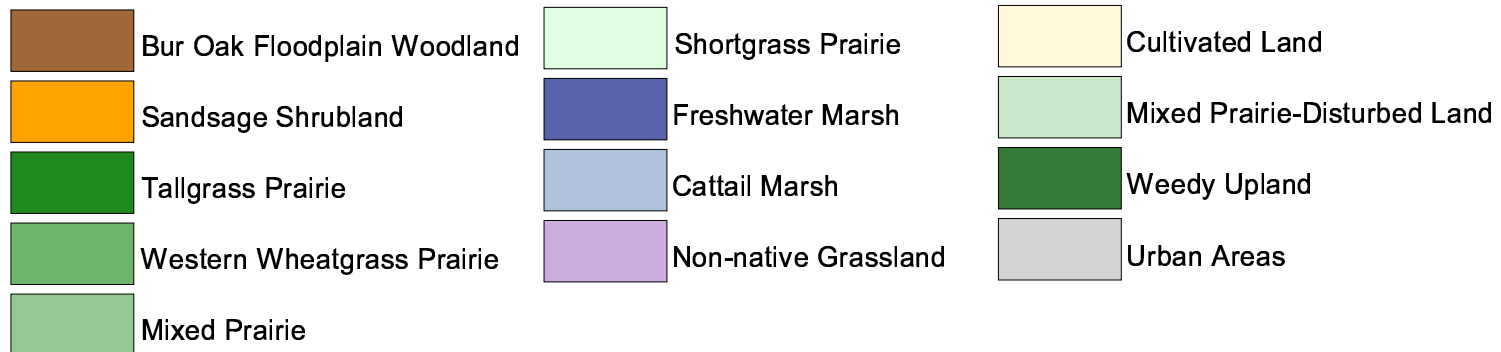 Bur Oak Floodplain Woodland
Sandsage Shrubland
Tallgrass Prairie
Western Wheatgrass Prairie
Mixed Prairie
Shortgrass Prairie
Freshwater Marsh
Cattail Marsh
Non-native Grassland
Cultivated Land
Mixed Prairie-Disturbed Land
Weedy Upland
Urban Areas